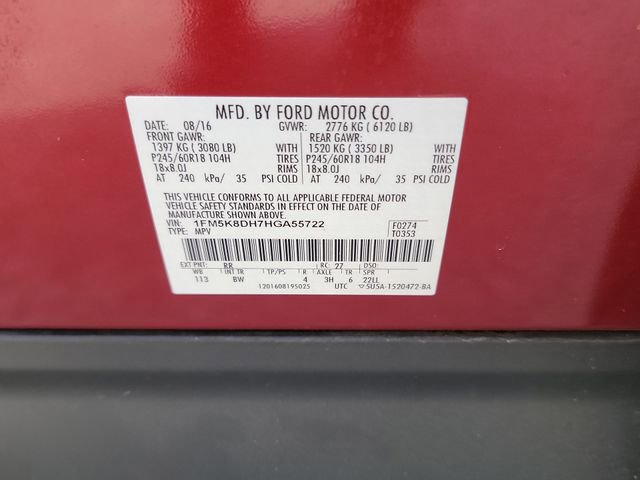 MFD. BY FORD MOTOR CO.
DATE: 08/16 GVWR: 2776 KG ( 6120 LB)
FRONT GAWR: REAR GAWR:
1397 KG ( 3080 LB) WITH 1520 KG ( 3350 LB) WITH
P245/60R18 104H TIRES P245/60R18 104H TIRES
18x8.0J RIMS 18x8.0J RIMS
AT 240 kPa/ 35 PSI COLD AT 240 kPa/ 35 PSI COLD
THIS VEHICLE CONFORMS TO ALL APPLICABLE FEDERAL MOTOR
VEHICLE SAFETY STANDARDS IN EFFECT ON THE DATE OF
MANUFACTURE SHOWN ABOVE.
VIN: 1FM5K8DH7HGA55722 F0274
TYPE: MPV T0353
EXT PNT: RR RC: 27 DSO:
WB INT TR TP/PS R AXLE TR SPR
113 BW 4 3H 6 22LL
1201608195025 UTC ▽5U5A-1520472-BA